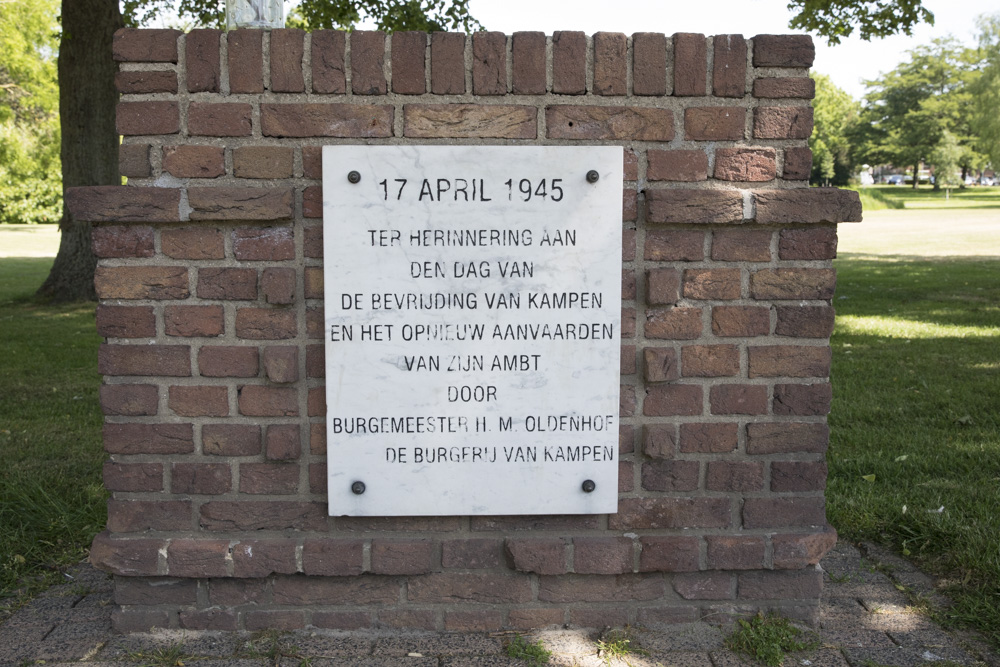 17 APRIL 1945
TER HERINNERING AAN
DEN DAG VAN
DE BEVRIJDING VAN KAMPEN
EN HET OPNIEUW AANVAARDEN
VAN ZIJN AMBT
DOOR
BURGEMEESTER H. M. OLDENHOF
DE BURGERIJ VAN KAMPEN